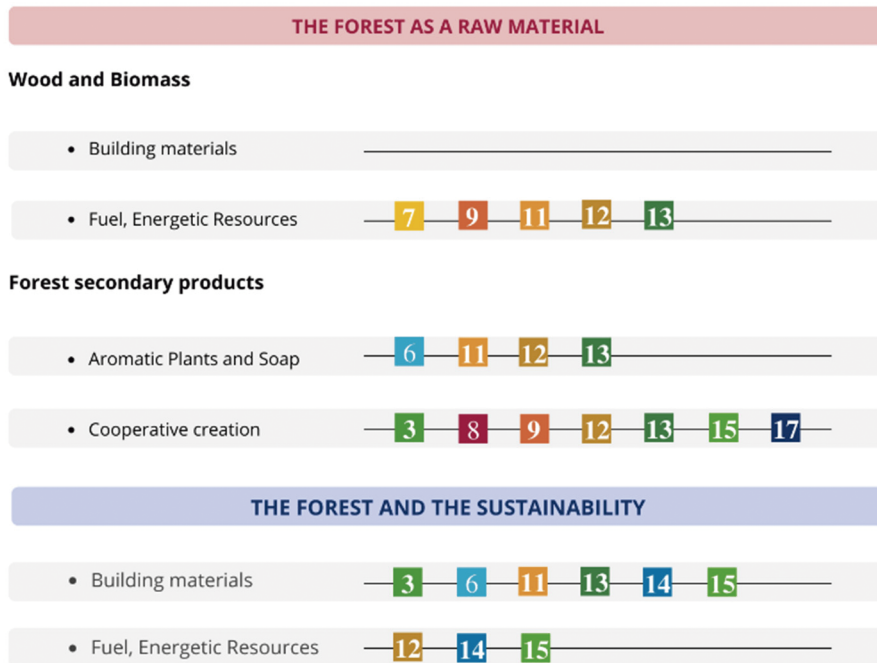 THE FOREST AS A RAW MATERIAL
Wood and Biomass
• Building materials
• Fuel, Energetic Resources 7 9 11 12 13
Forest secondary products
• Aromatic Plants and Soap 6 11 12 13
• Cooperative creation 3 8 9 12 13 15 17
THE FOREST AND THE SUSTAINABILITY
• Building materials 3 6 11 13 14 15
• Fuel, Energetic Resources 12 14 15